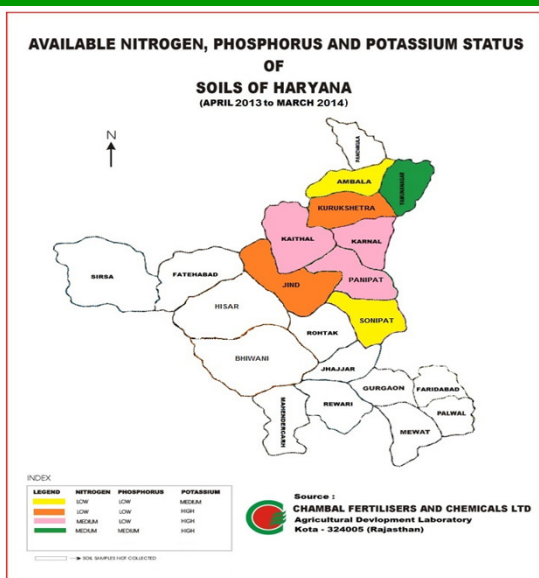 AVAILABLE NITROGEN, PHOSPHORUS AND POTASSIUM STATUS
OF
SOILS OF HARYANA
(APRIL 2013 to MARCH 2014)
N
PANCHKULA
AMBALA
YAMUNANAGAR
KURUKSHETRA
KAITHAL
KARNAL
SIRSA
FATEHABAD
JIND
PANIPAT
HISAR
SONIPAT
ROHTAK
BHIWANI
JHAJJAR
GURGAON
FARIDABAD
REWARI
PALWAL
MAHENDERGARH
MEWAT
INDEX
LEGEND NITROGEN PHOSPHORUS POTASSIUM
LOW LOW MEDIUM
LOW LOW HIGH
MEDIUM LOW HIGH
MEDIUM MEDIUM HIGH
SOIL SAMPLES NOT COLLECTED
Source :
CHAMBAL FERTILISERS AND CHEMICALS LTD
Agricultural Devlopment Laboratory
Kota - 324005 (Rajasthan)